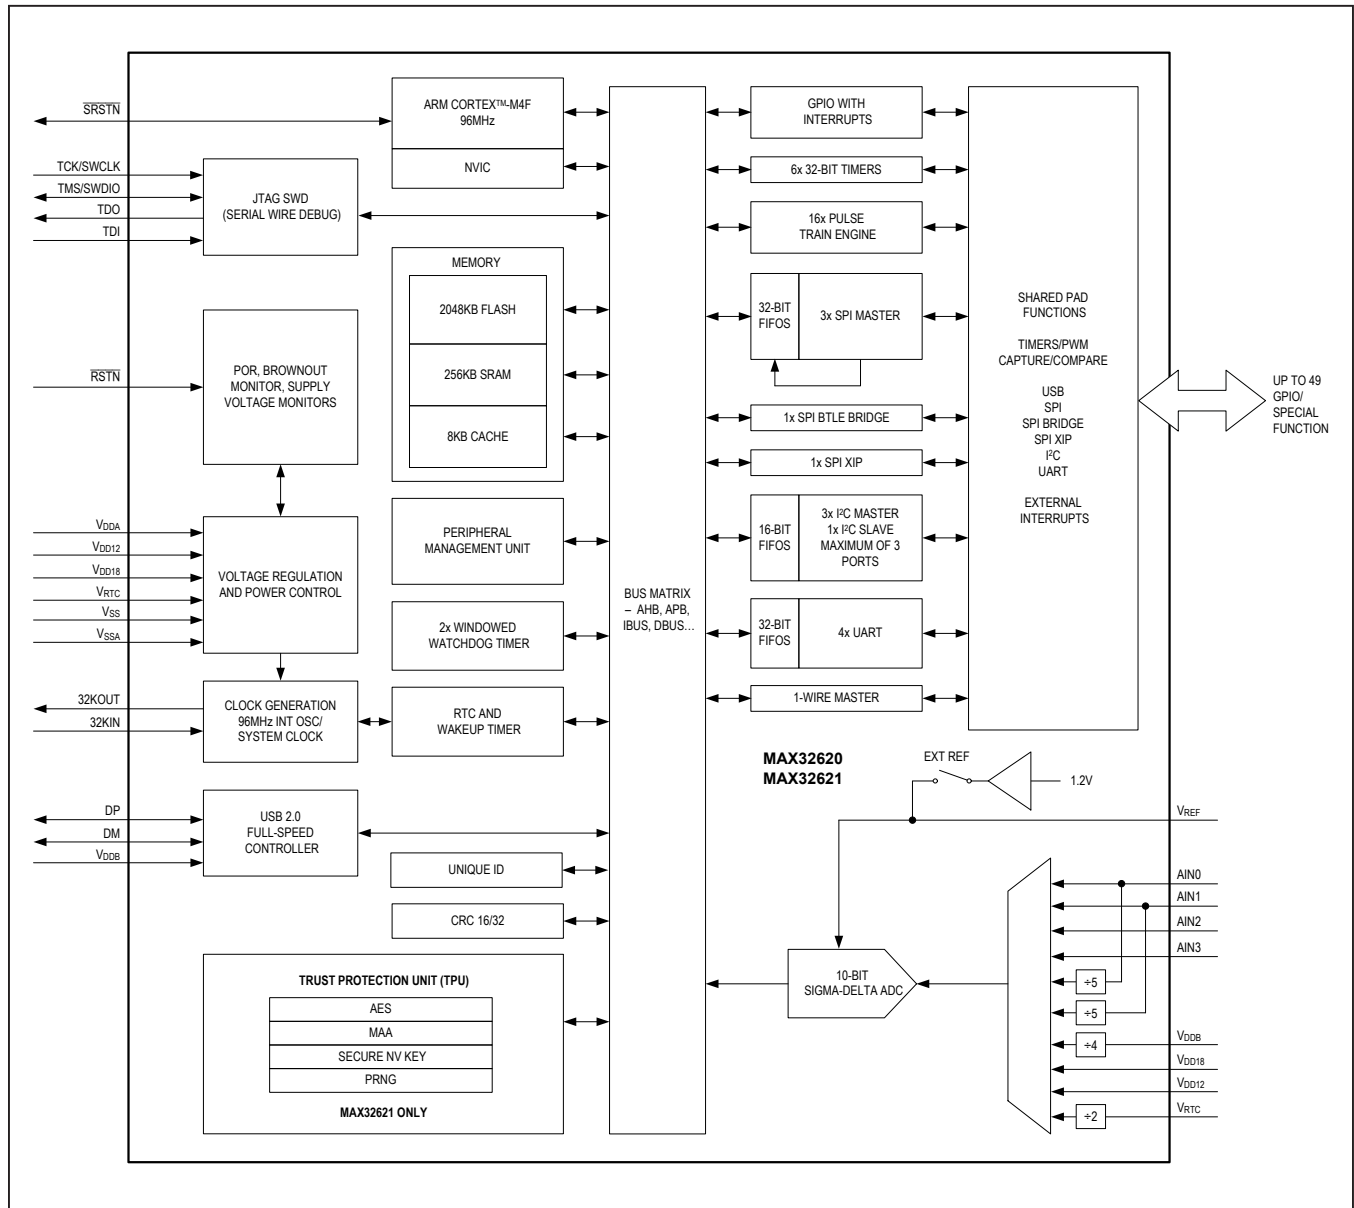 SRSTN
TCK/SWCLK
TMS/SWDIO
TDO
TDI
RSTN
VDDA
VDD12
VDD18
VRTC
VSS
VSSA
32KOUT
32KIN
DP
DM
VDDB
JTAG SWD
(SERIAL WIRE DEBUG)
POR, BROWNOUT
MONITOR, SUPPLY
VOLTAGE MONITORS
VOLTAGE REGULATION
AND POWER CONTROL
CLOCK GENERATION
96MHz INT OSC/
SYSTEM CLOCK
USB 2.0
FULL-SPEED
CONTROLLER
ARM CORTEX™-M4F
96MHz
NVIC
MEMORY
2048KB FLASH
256KB SRAM
8KB CACHE
PERIPHERAL
MANAGEMENT UNIT
2x WINDOWED
WATCHDOG TIMER
RTC AND
WAKEUP TIMER
UNIQUE ID
CRC 16/32
TRUST PROTECTION UNIT (TPU)
AES
MAA
SECURE NV KEY
PRNG
MAX32621 ONLY
BUS MATRIX
– AHB, APB,
IBUS, DBUS...
GPIO WITH
INTERRUPTS
6x 32-BIT TIMERS
16x PULSE
TRAIN ENGINE
32-BIT
FIFOS
3x SPI MASTER
1x SPI BTLE BRIDGE
1x SPI XIP
16-BIT
FIFOS
3x I²C MASTER
1x I²C SLAVE
MAXIMUM OF 3
PORTS
32-BIT
FIFOS
4x UART
1-WIRE MASTER
SHARED PAD
FUNCTIONS
TIMERS/PWM
CAPTURE/COMPARE
USB
SPI
SPI BRIDGE
SPI XIP
I²C
UART
EXTERNAL
INTERRUPTS
UP TO 49
GPIO/
SPECIAL
FUNCTION
MAX32620
MAX32621
EXT REF
1.2V
10-BIT
SIGMA-DELTA ADC
÷5
÷5
÷4
÷2
VREF
AIN0
AIN1
AIN2
AIN3
VDDB
VDD18
VDD12
VRTC